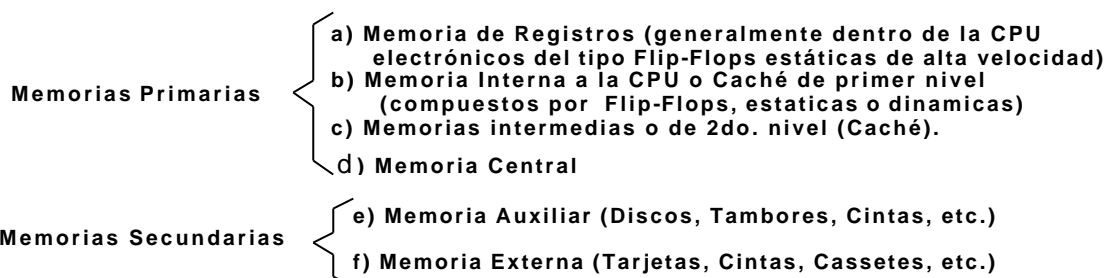 Memorias Primarias
a) Memoria de Registros (generalmente dentro de la CPU
electrónicos del tipo Flip-Flops estáticas de alta velocidad)
b) Memoria Interna a la CPU o Caché de primer nivel
(compuestos por Flip-Flops, estaticas o dinamicas)
c) Memorias intermedias o de 2do. nivel (Caché).
d) Memoria Central
Memorias Secundarias
e) Memoria Auxiliar (Discos, Tambores, Cintas, etc.)
f) Memoria Externa (Tarjetas, Cintas, Cassetes, etc.)